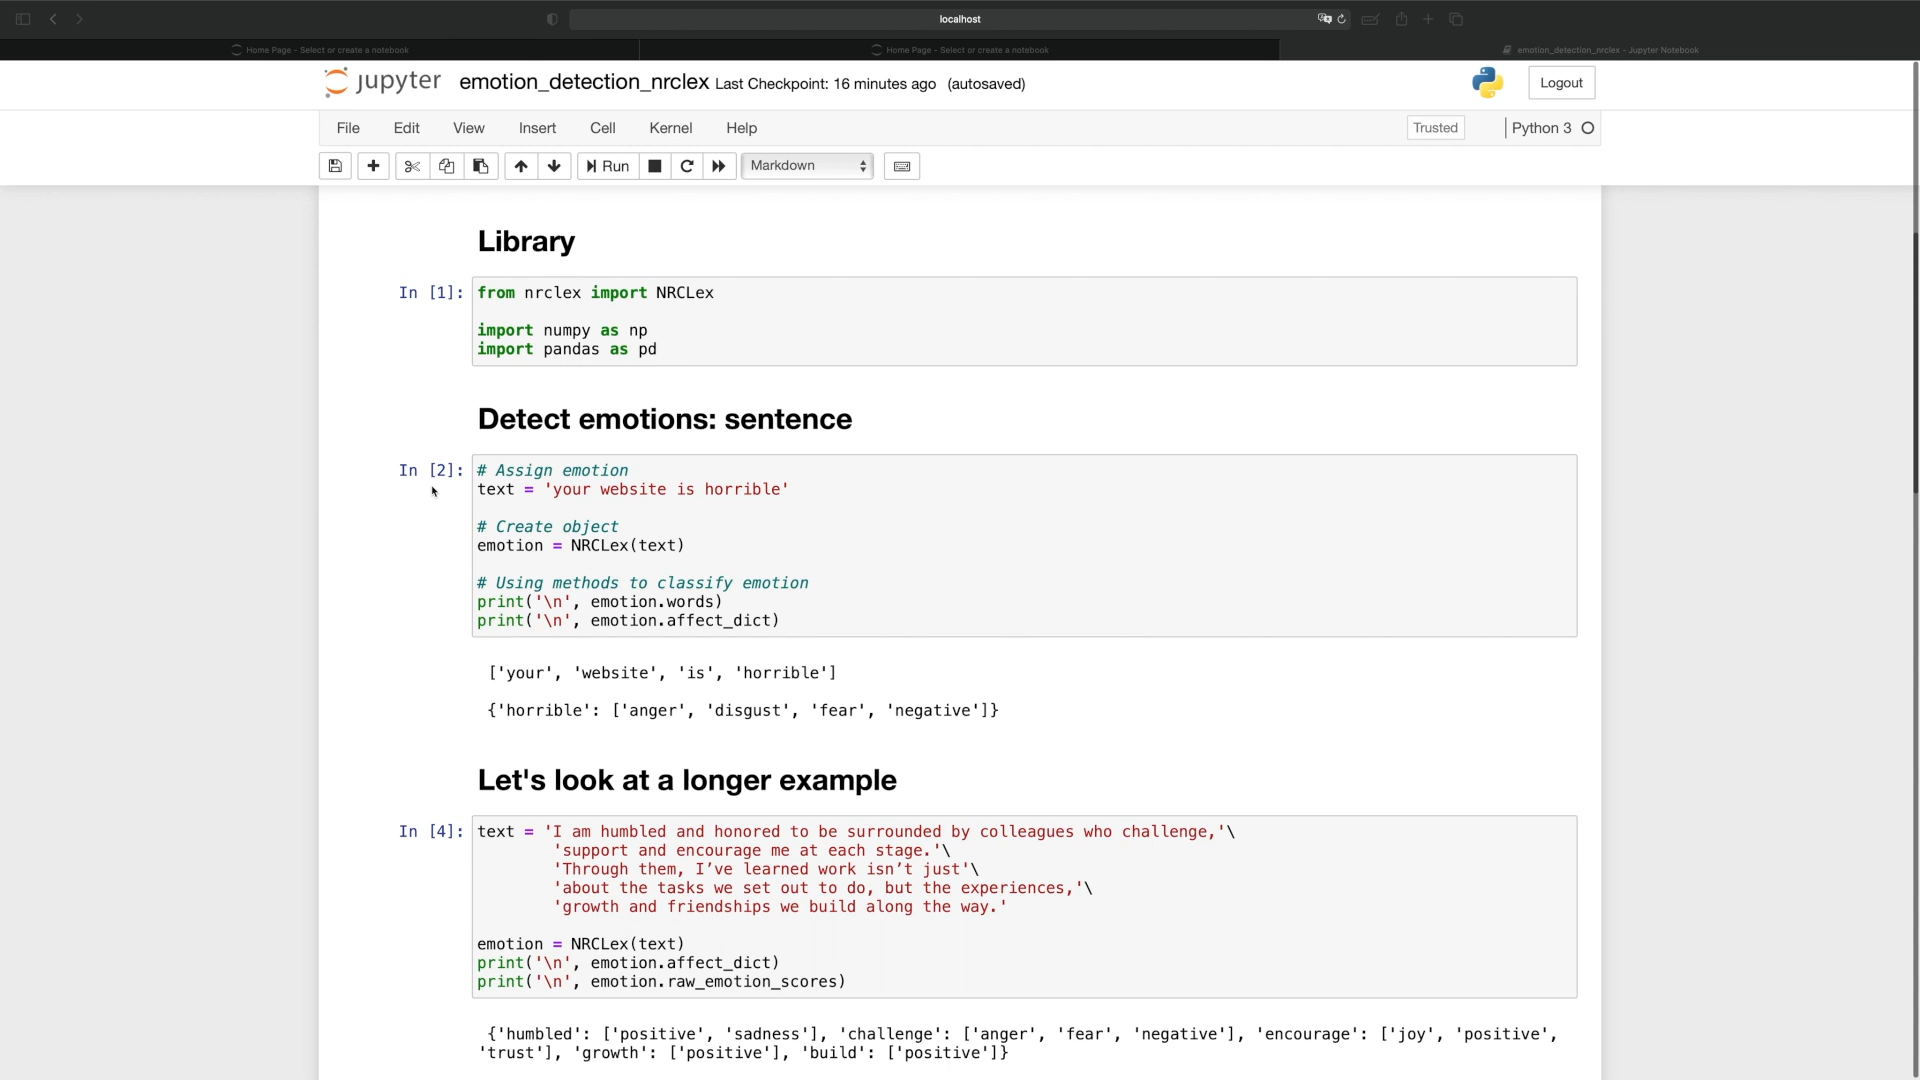 localhost
Home Page - Select or create a notebook
Home Page - Select or create a notebook
emotion_detection_nrclex - Jupyter Notebook
jupyter emotion_detection_nrclex Last Checkpoint: 16 minutes ago (autosaved)
Logout
File Edit View Insert Cell Kernel Help
Trusted
Python 3
Run
Markdown
Library
In [1]:
from nrclex import NRCLex
import numpy as np
import pandas as pd
Detect emotions: sentence
In [2]:
# Assign emotion
text = 'your website is horrible'
# Create object
emotion = NRCLex(text)
# Using methods to classify emotion
print('\n', emotion.words)
print('\n', emotion.affect_dict)
['your', 'website', 'is', 'horrible']
{'horrible': ['anger', 'disgust', 'fear', 'negative']}
Let's look at a longer example
In [4]:
text = 'I am humbled and honored to be surrounded by colleagues who challenge,'\
'support and encourage me at each stage.'\
'Through them, I’ve learned work isn’t just'\
'about the tasks we set out to do, but the experiences,'\
'growth and friendships we build along the way.'
emotion = NRCLex(text)
print('\n', emotion.affect_dict)
print('\n', emotion.raw_emotion_scores)
{'humbled': ['positive', 'sadness'], 'challenge': ['anger', 'fear', 'negative'], 'encourage': ['joy', 'positive',
'trust'], 'growth': ['positive'], 'build': ['positive']}